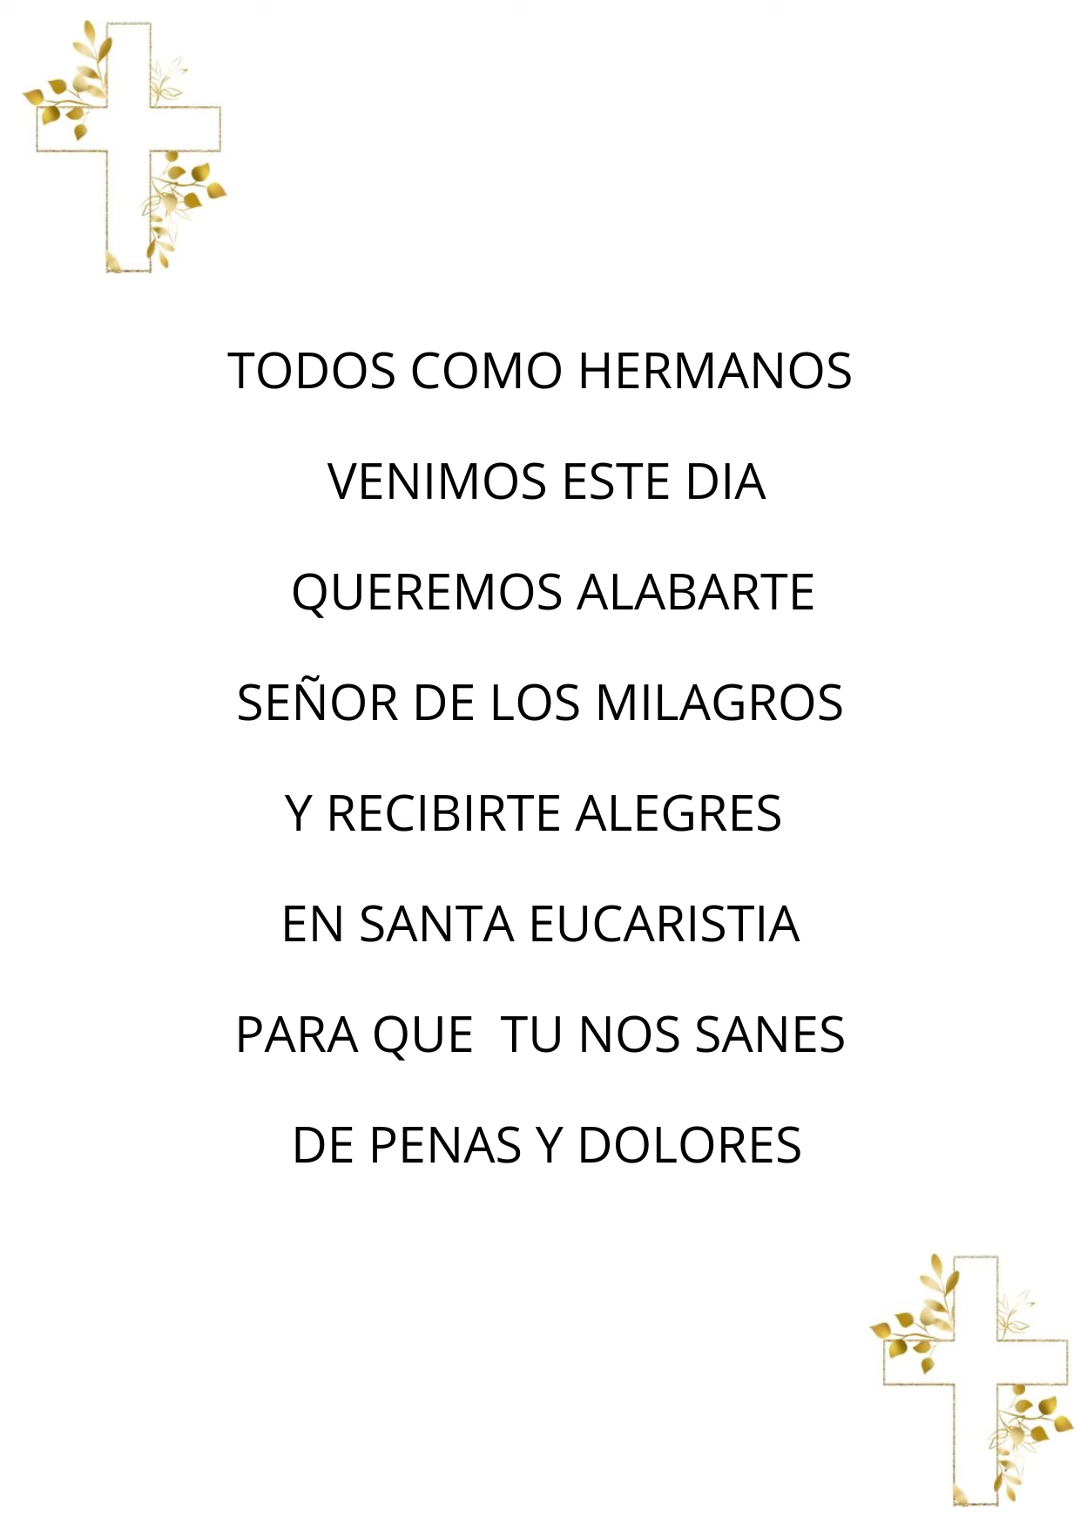 TODOS COMO HERMANOS
VENIMOS ESTE DIA
QUEREMOS ALABARTE
SEÑOR DE LOS MILAGROS
Y RECIBIRTE ALEGRES
EN SANTA EUCARISTIA
PARA QUE  TU NOS SANES
DE PENAS Y DOLORES